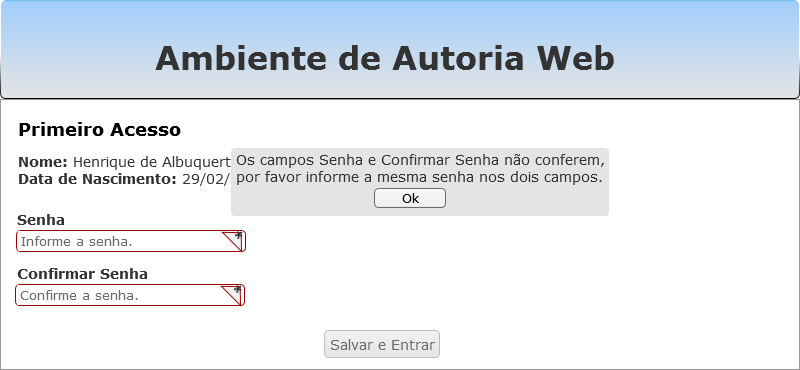 Ambiente de Autoria Web
Primeiro Acesso
Nome: Henrique de Albuquert
Data de Nascimento: 29/02/
Os campos Senha e Confirmar Senha não conferem,
por favor informe a mesma senha nos dois campos.
Ok
Senha
Informe a senha. *
Confirmar Senha
Confirme a senha. *
Salvar e Entrar